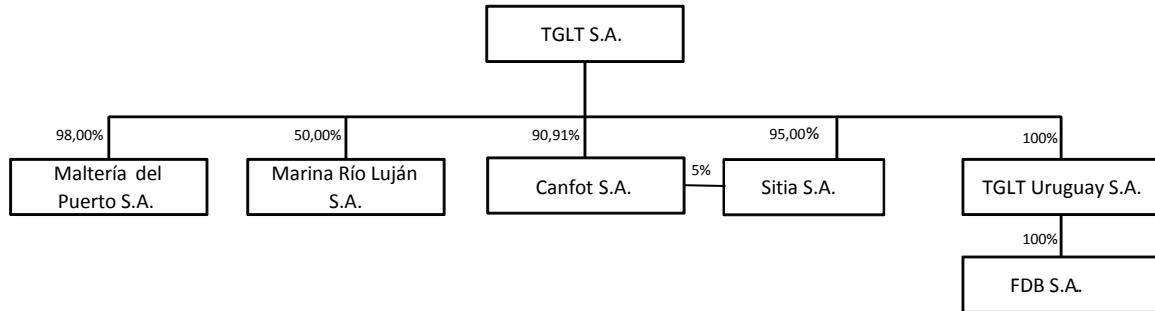 TGLT S.A.
98,00%
50,00%
90,91%
95,00%
100%
Maltería del
Puerto S.A.
Marina Río Luján
S.A.
Canfot S.A.
5%
Sitia S.A.
TGLT Uruguay S.A.
100%
FDB S.A.